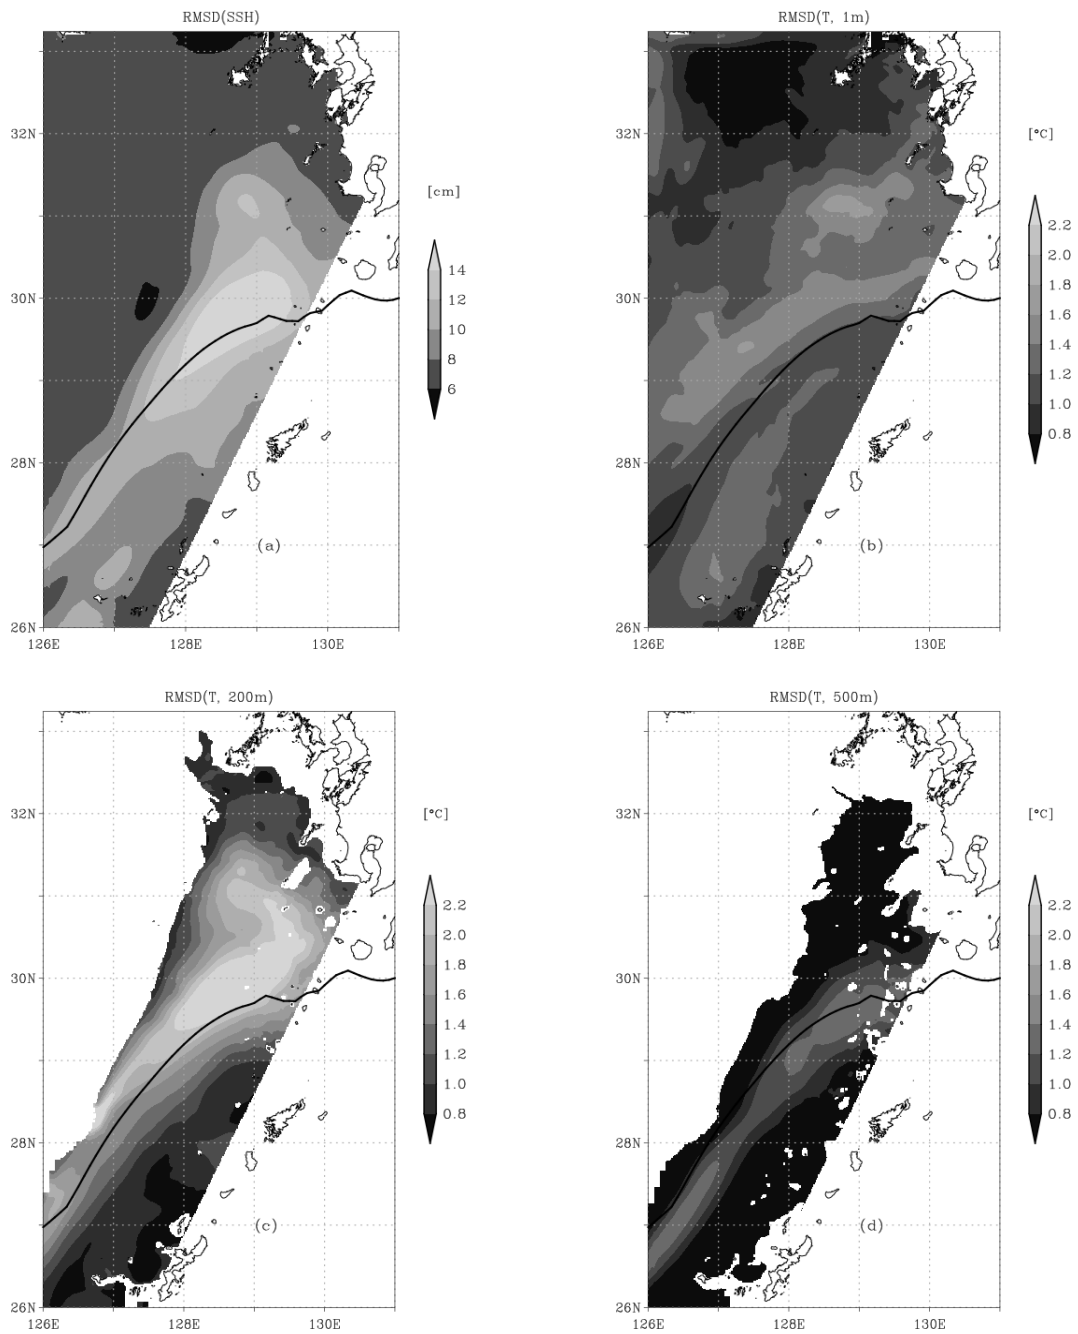 RMSD(SSH)
32N
30N
28N
26N
126E
128E
130E
[cm]
14
12
10
8
6
(a)
RMSD(T, 1m)
32N
30N
28N
26N
126E
128E
130E
[°C]
2.2
2.0
1.8
1.6
1.4
1.2
1.0
0.8
(b)
RMSD(T, 200m)
32N
30N
28N
26N
126E
128E
130E
[°C]
2.2
2.0
1.8
1.6
1.4
1.2
1.0
0.8
(c)
RMSD(T, 500m)
32N
30N
28N
26N
126E
128E
130E
[°C]
2.2
2.0
1.8
1.6
1.4
1.2
1.0
0.8
(d)